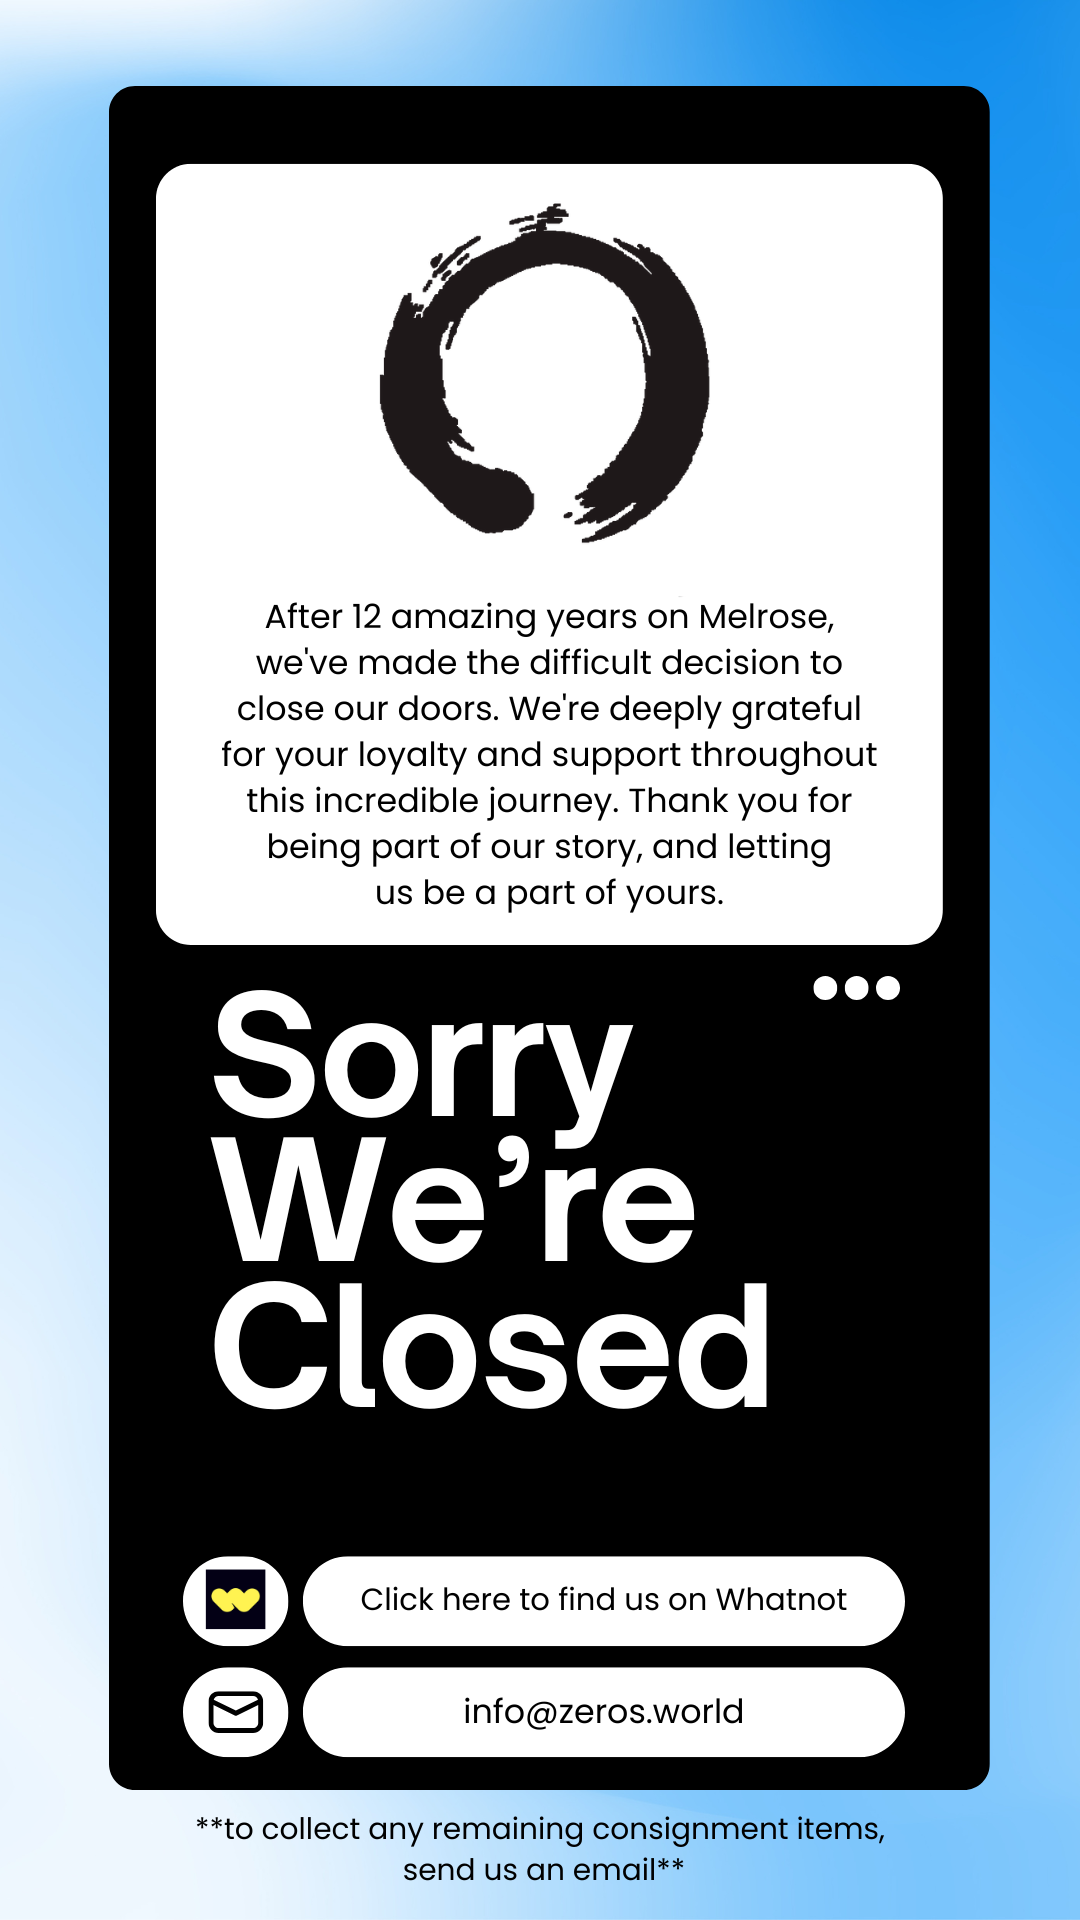 After 12 amazing years on Melrose,
we've made the difficult decision to
close our doors. We're deeply grateful
for your loyalty and support throughout
this incredible journey. Thank you for
being part of our story, and letting
us be a part of yours.
Sorry
We’re
Closed
Click here to find us on Whatnot
info@zeros.world
**to collect any remaining consignment items,
send us an email**